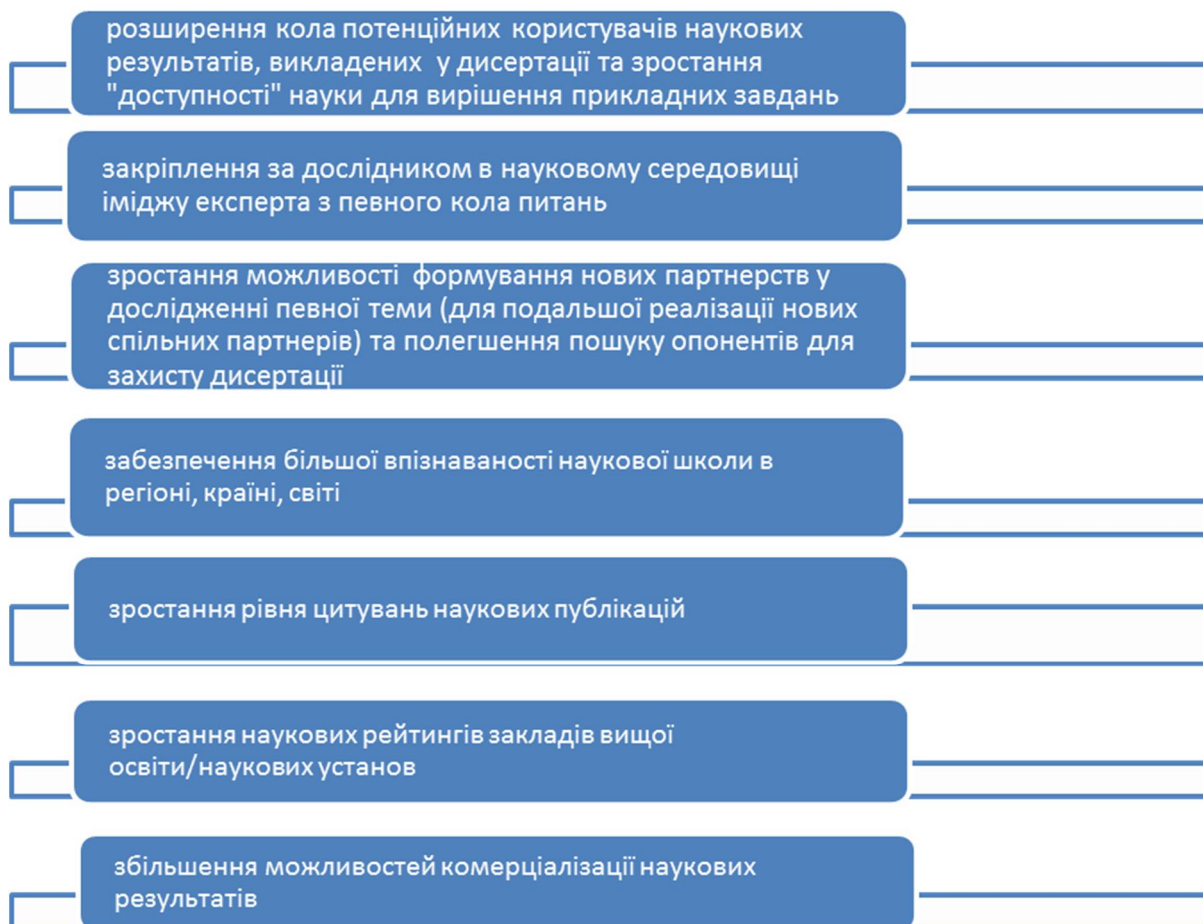 розширення кола потенційних користувачів наукових
результатів, викладених у дисертації та зростання
"доступності" науки для вирішення прикладних завдань
закріплення за дослідником в науковому середовищі
іміджу експерта з певного кола питань
зростання можливості формування нових партнерств у
дослідженні певної теми (для подальшої реалізації нових
спільних партнерів) та полегшення пошуку опонентів для
захисту дисертації
забезпечення більшої впізнаваності наукової школи в
регіоні, країні, світі
зростання рівня цитувань наукових публікацій
зростання наукових рейтингів закладів вищої
освіти/наукових установ
збільшення можливостей комерціалізації наукових
результатів